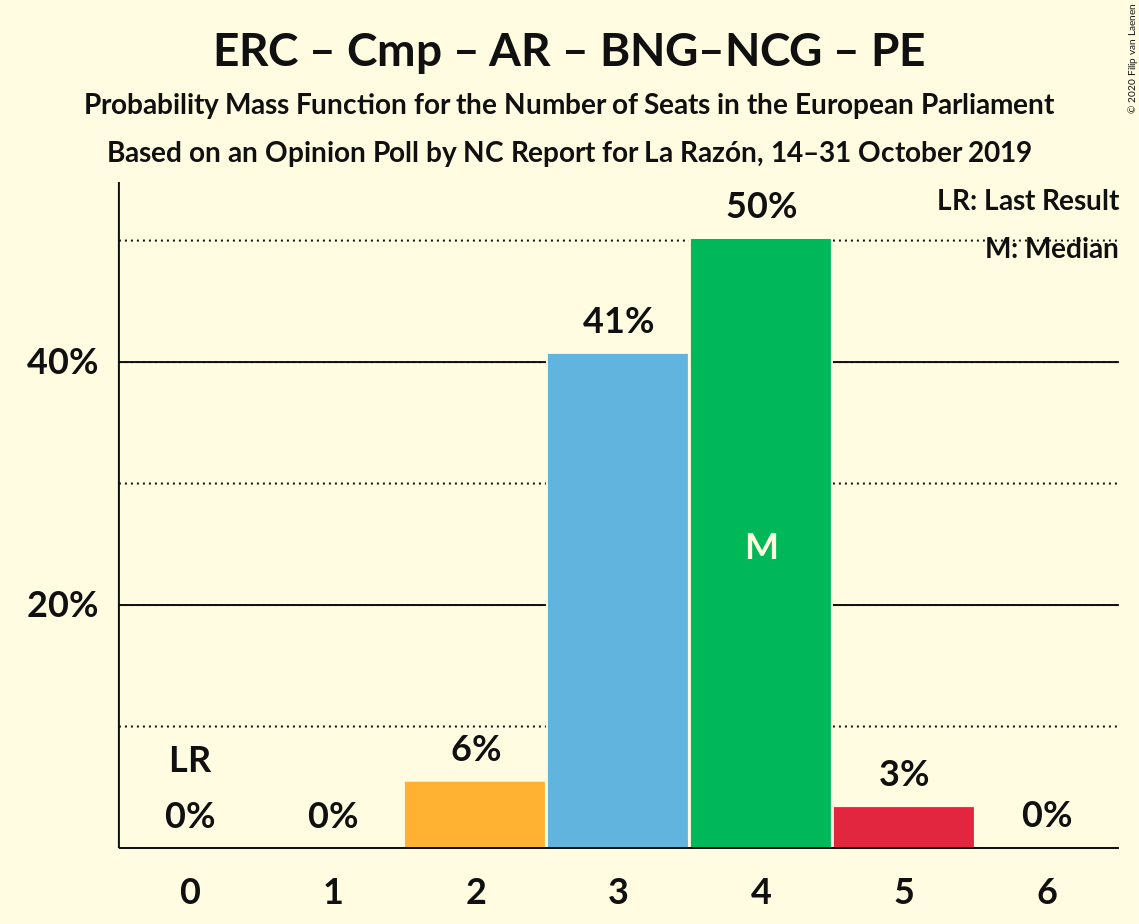 ERC – Cmp – AR – BNG–NCG – PE
Probability Mass Function for the Number of Seats in the European Parliament
Based on an Opinion Poll by NC Report for La Razón, 14–31 October 2019
© 2020 Filip van Laenen
LR: Last Result
M: Median
50%
41%
40%
M
20%
LR
6%
3%
0%
0%
0%
0 1 2 3 4 5 6